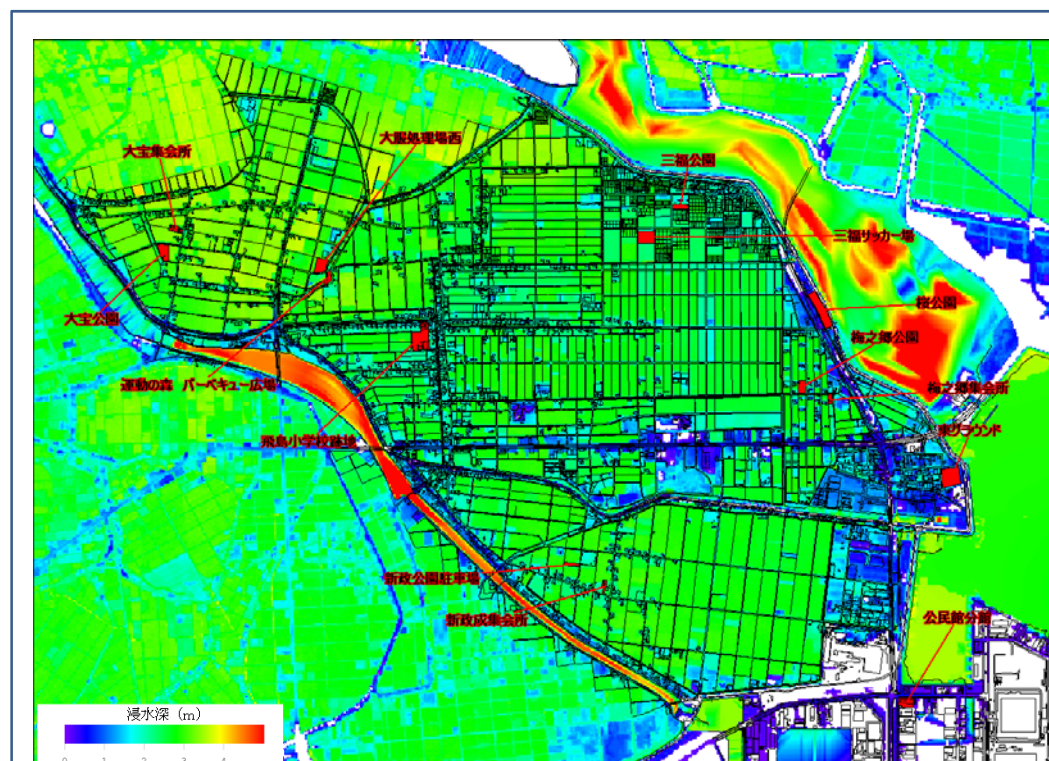 大宝集会所
大服処理場西
三福公園
三福サッカー場
桜公園
大宝公園
梅之郷公園
運動の森 バーベキュー広場
梅之郷集会所
飛島小学校跡地
東グラウンド
新政公園駐車場
新政成集会所
公民館分館
浸水深 (m)
0 1 2 3 4